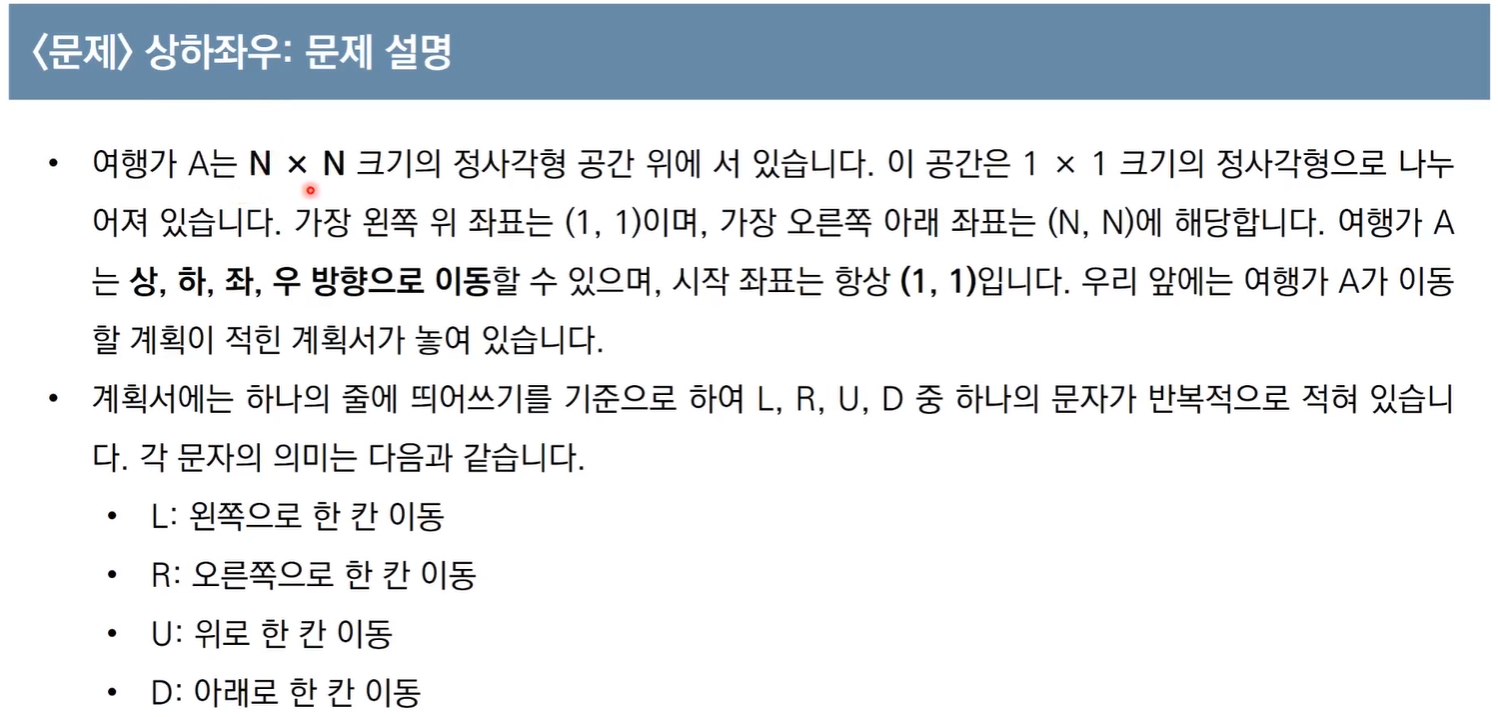 〈문제〉 상하좌우: 문제 설명
• 여행가 A는 N × N 크기의 정사각형 공간 위에 서 있습니다. 이 공간은 1 × 1 크기의 정사각형으로 나누
어져 있습니다. 가장 왼쪽 위 좌표는 (1, 1)이며, 가장 오른쪽 아래 좌표는 (N, N)에 해당합니다. 여행가 A
는 상, 하, 좌, 우 방향으로 이동할 수 있으며, 시작 좌표는 항상 (1, 1)입니다. 우리 앞에는 여행가 A가 이동
할 계획이 적힌 계획서가 놓여 있습니다.
• 계획서에는 하나의 줄에 띄어쓰기를 기준으로 하여 L, R, U, D 중 하나의 문자가 반복적으로 적혀 있습니
다. 각 문자의 의미는 다음과 같습니다.
• L: 왼쪽으로 한 칸 이동
• R: 오른쪽으로 한 칸 이동
• U: 위로 한 칸 이동
• D: 아래로 한 칸 이동